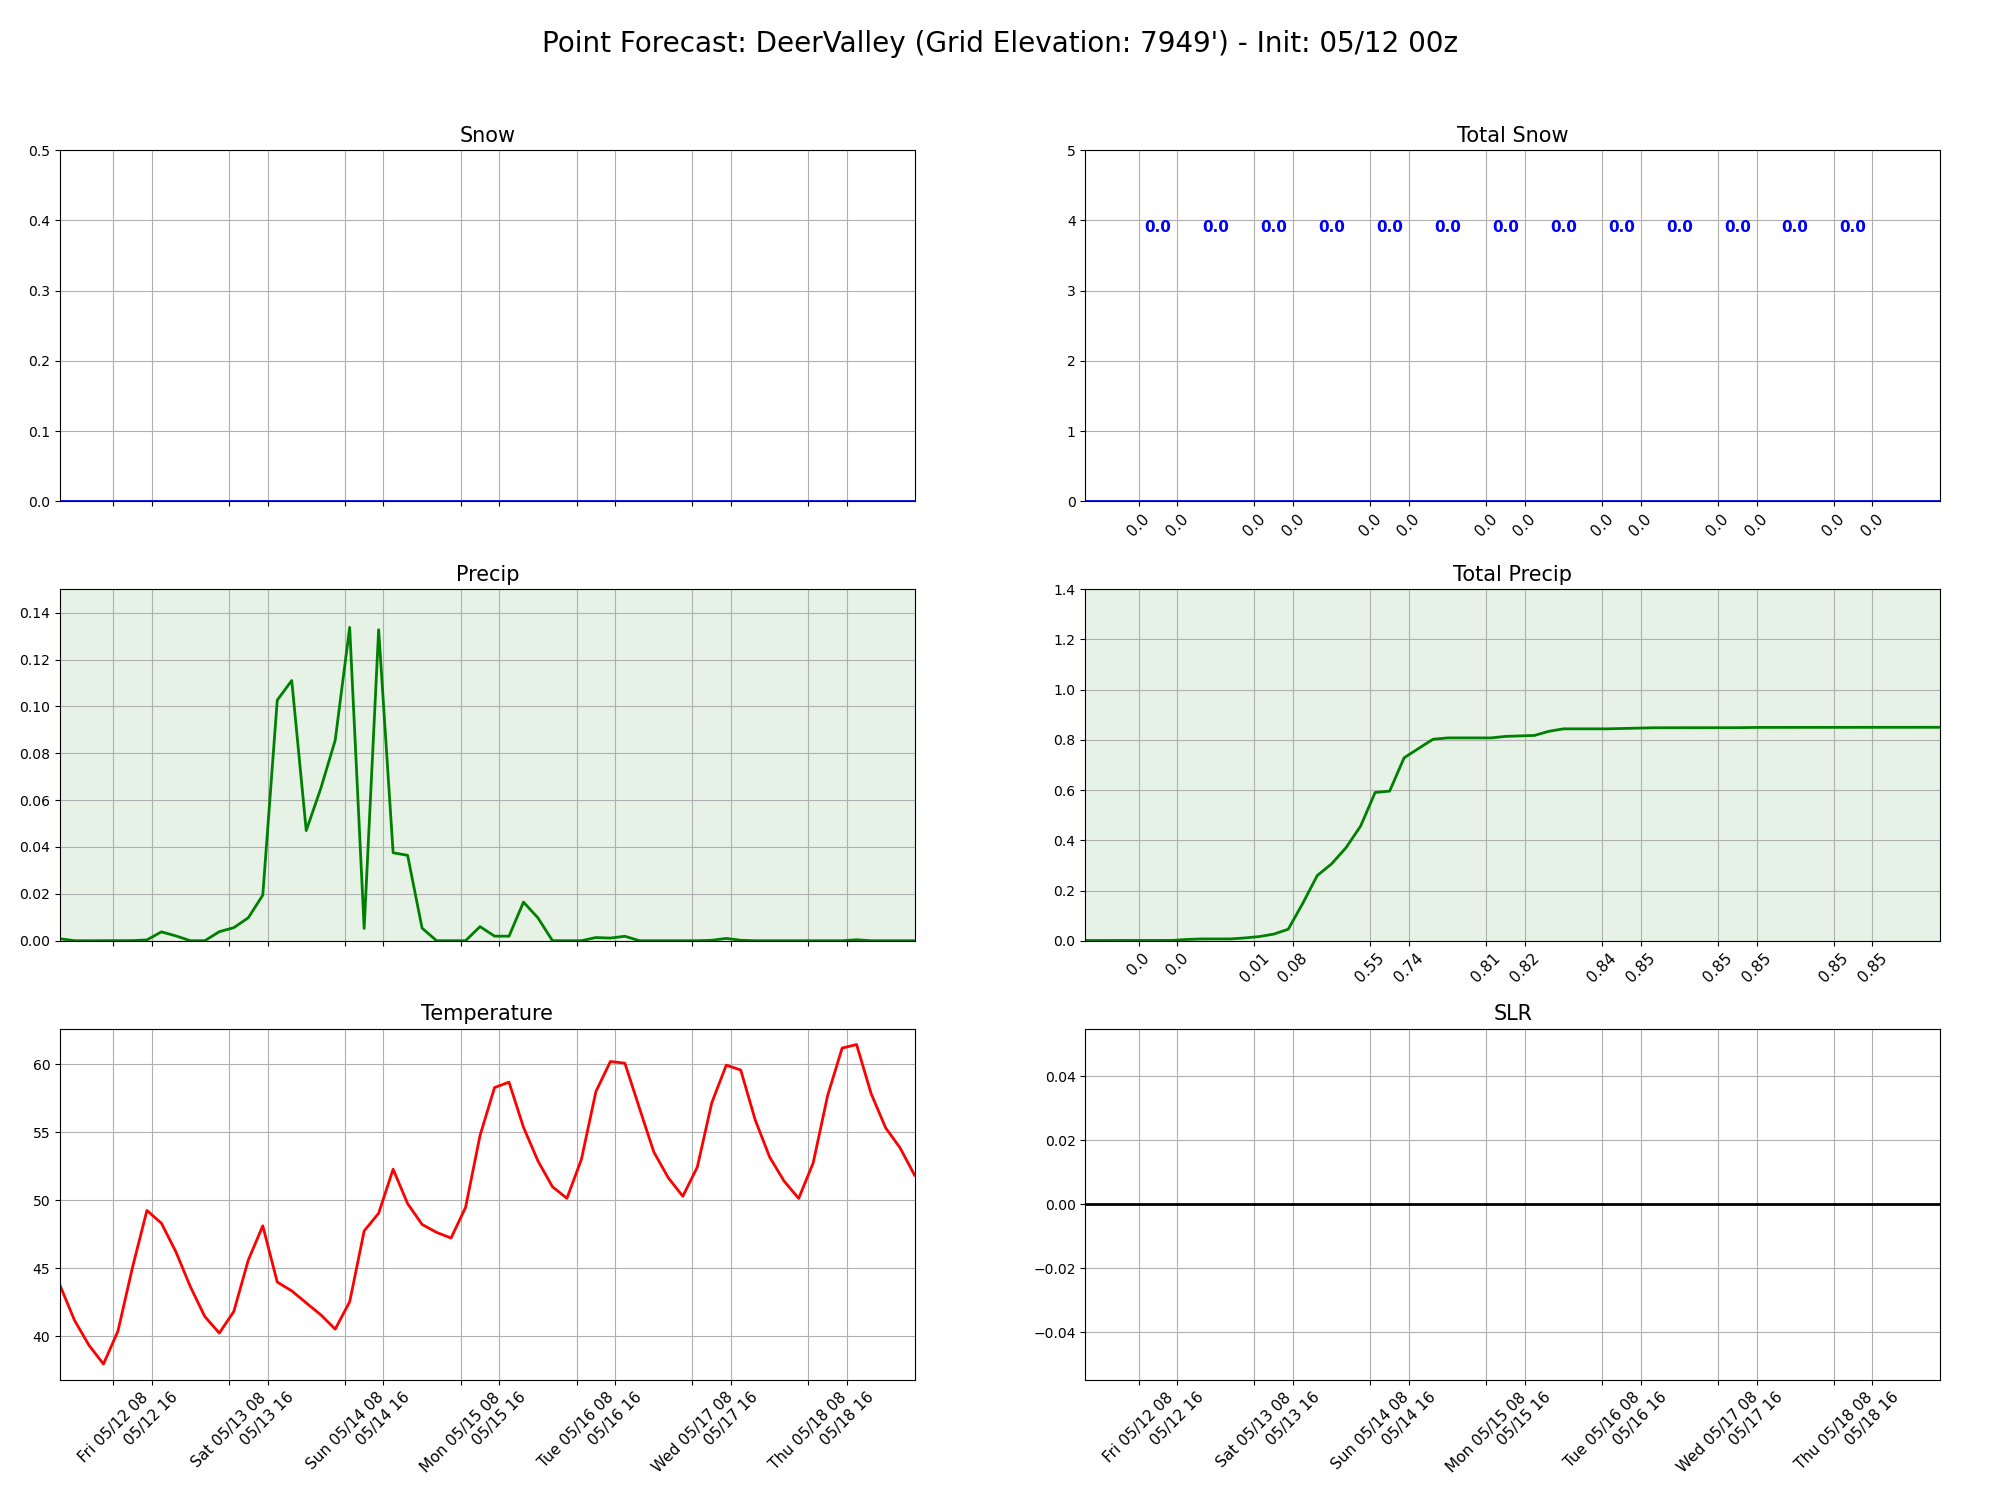 Point Forecast: DeerValley (Grid Elevation: 7949') - Init: 05/12 00z
Snow
0.5
0.4
0.3
0.2
0.1
0.0
Total Snow
5
4
3
2
1
0
0.0 0.0 0.0 0.0 0.0 0.0 0.0 0.0 0.0 0.0 0.0 0.0 0.0
0.0 0.0 0.0 0.0 0.0 0.0 0.0 0.0 0.0 0.0 0.0 0.0 0.0 0.0
Precip
0.14
0.12
0.10
0.08
0.06
0.04
0.02
0.00
Total Precip
1.4
1.2
1.0
0.8
0.6
0.4
0.2
0.0
0.0 0.0 0.01 0.08 0.55 0.74 0.81 0.82 0.84 0.85 0.85 0.85 0.85 0.85
Temperature
60
55
50
45
40
Fri 05/12 08
05/12 16
Sat 05/13 08
05/13 16
Sun 05/14 08
05/14 16
Mon 05/15 08
05/15 16
Tue 05/16 08
05/16 16
Wed 05/17 08
05/17 16
Thu 05/18 08
05/18 16
SLR
0.04
0.02
0.00
−0.02
−0.04
Fri 05/12 08
05/12 16
Sat 05/13 08
05/13 16
Sun 05/14 08
05/14 16
Mon 05/15 08
05/15 16
Tue 05/16 08
05/16 16
Wed 05/17 08
05/17 16
Thu 05/18 08
05/18 16